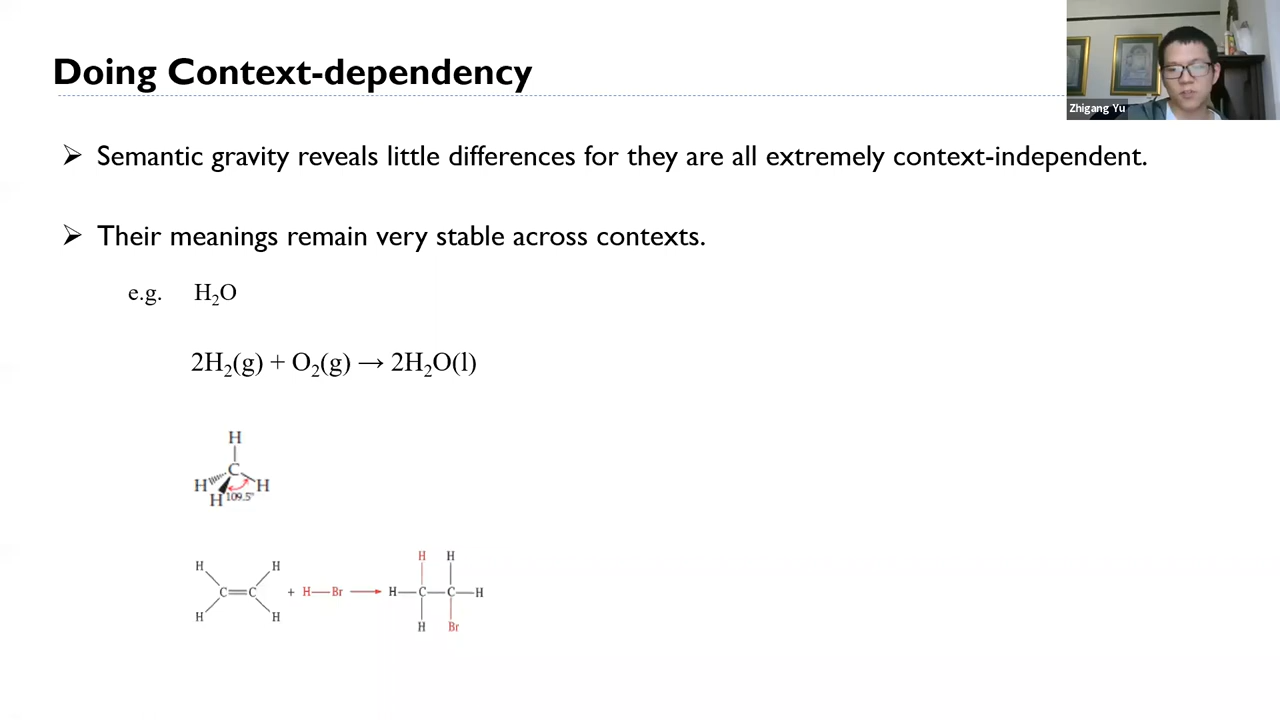 Doing Context-dependency
Zhigang Yu
➢ Semantic gravity reveals little differences for they are all extremely context-independent.
➢ Their meanings remain very stable across contexts.
e.g. H₂O
2H₂(g) + O₂(g) → 2H₂O(l)
H
C
H H
H 109.5°
H H H H
C=C + H—Br → H—C—C—H
H H H Br